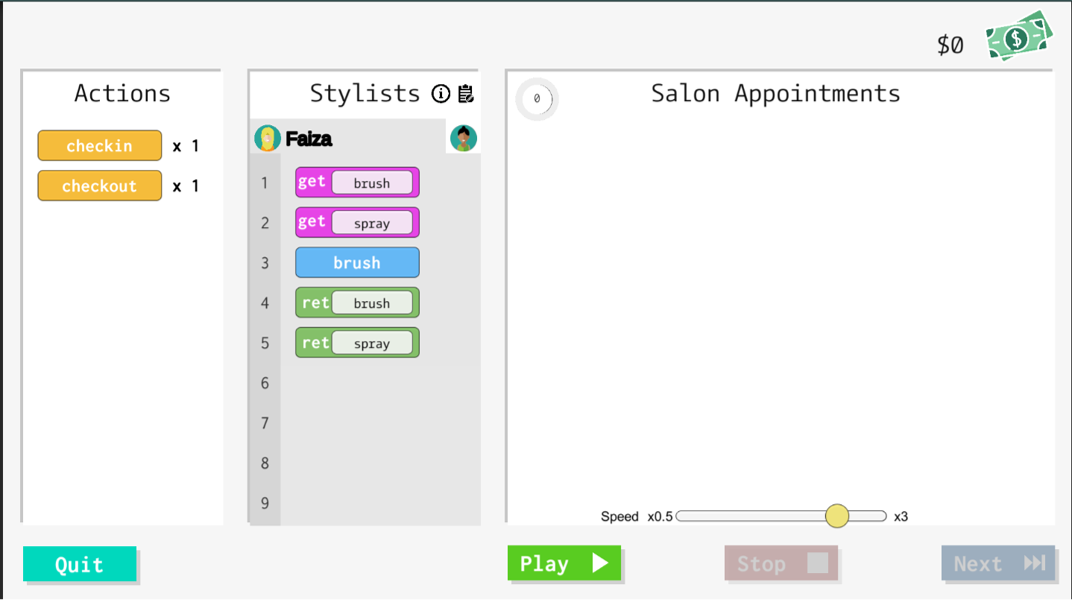 $0
Actions
checkin x 1
checkout x 1
Stylists
Faiza
1 get brush
2 get spray
3 brush
4 ret brush
5 ret spray
6
7
8
9
0
Salon Appointments
Speed x0.5 x3
Quit
Play
Stop
Next